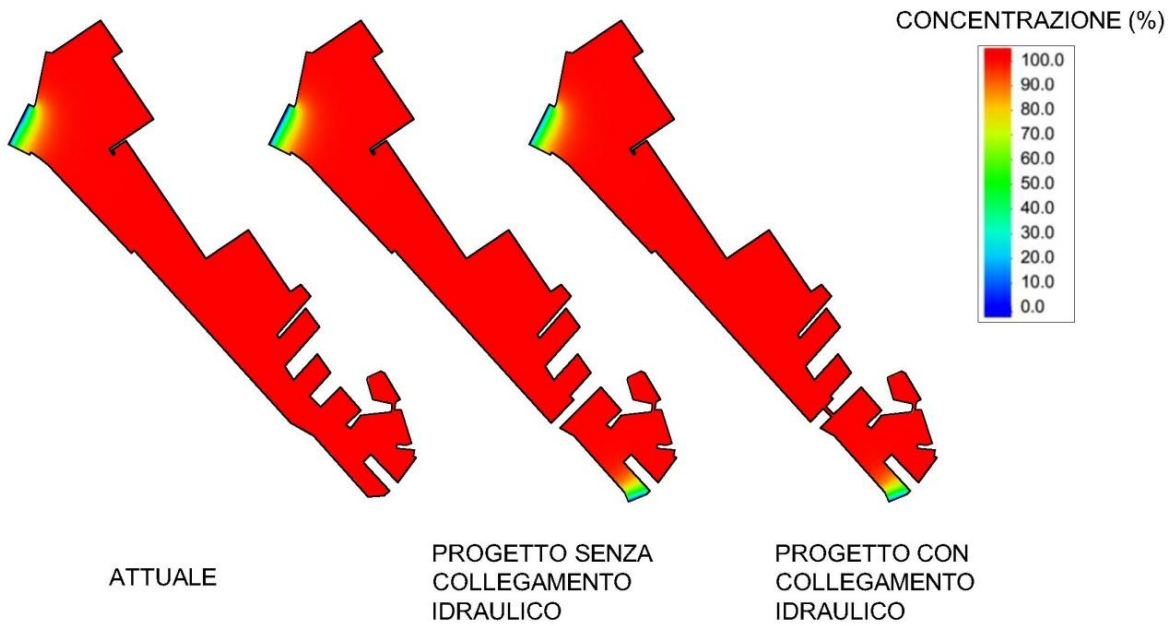 CONCENTRAZIONE (%)
100.0
90.0
80.0
70.0
60.0
50.0
40.0
30.0
20.0
10.0
0.0
ATTUALE
PROGETTO SENZA
COLLEGAMENTO
IDRAULICO
PROGETTO CON
COLLEGAMENTO
IDRAULICO